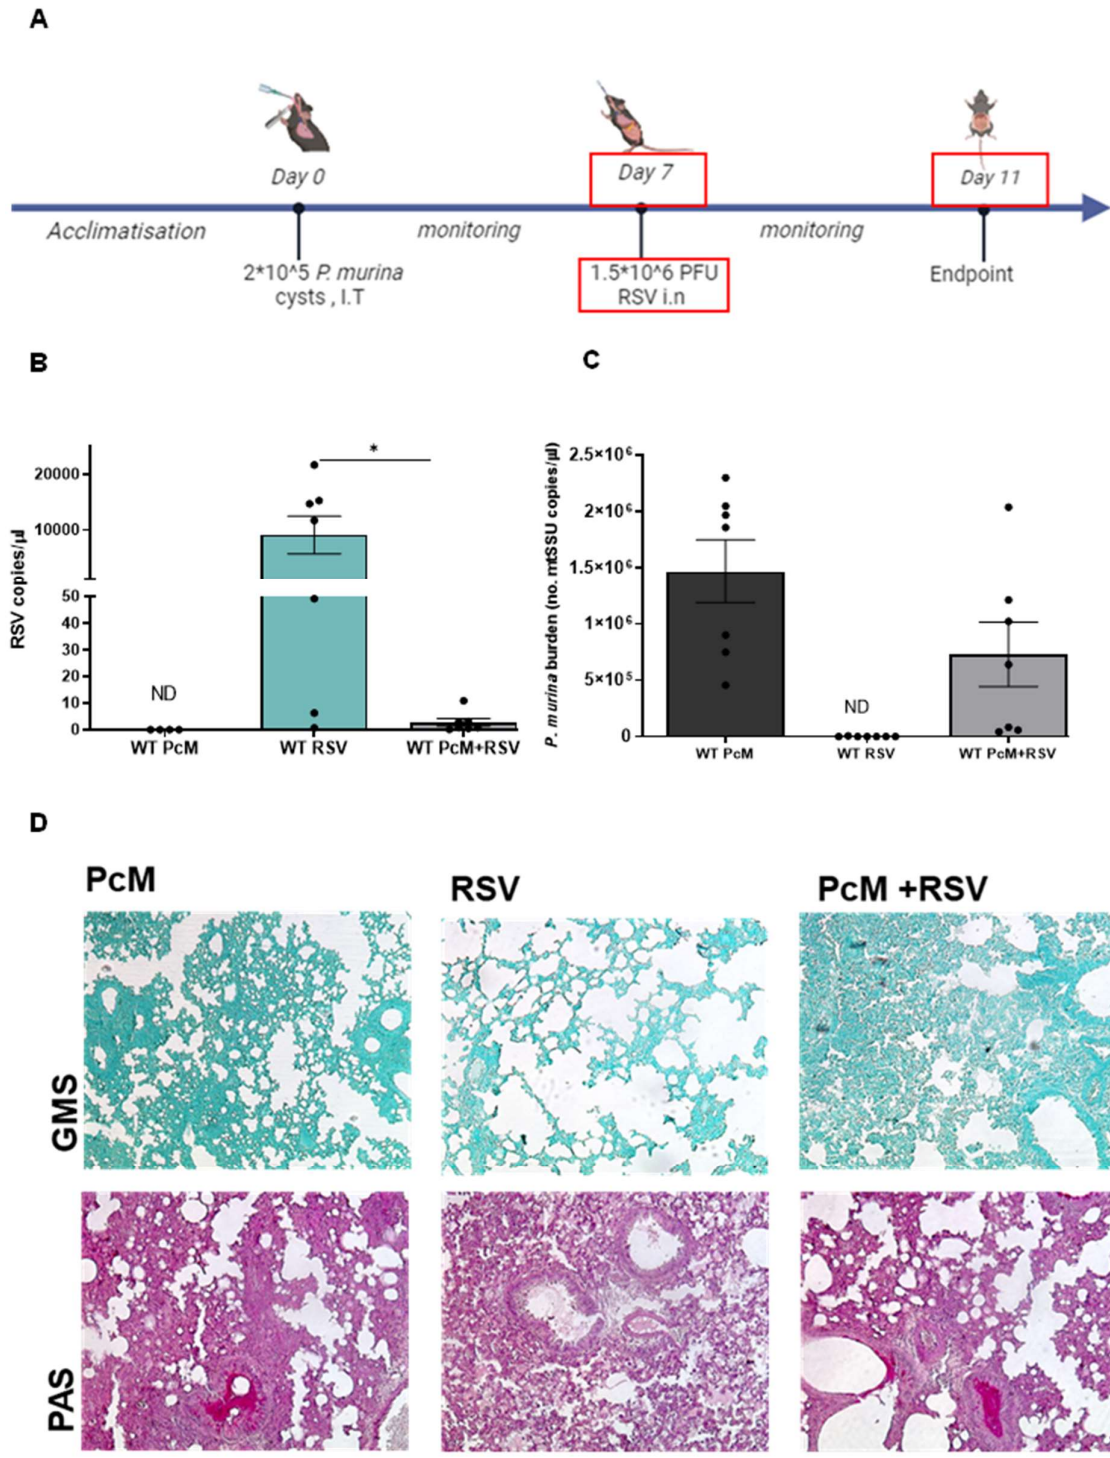 A
Day 0
Day 7
Day 11
Acclimatisation
monitoring
monitoring
2*10^5 P. murina
cysts , I.T
1.5*10^6 PFU
RSV i.n
Endpoint
B
RSV copies/µl
20000
10000
50
40
30
20
10
0
ND
*
WT PcM
WT RSV
WT PcM+RSV
C
P. murina burden (no. mtSSU copies/µl)
2.5×10⁶
2×10⁶
1.5×10⁶
1×10⁶
5×10⁵
0
ND
WT PcM
WT RSV
WT PcM+RSV
D
PcM
RSV
PcM +RSV
GMS
PAS